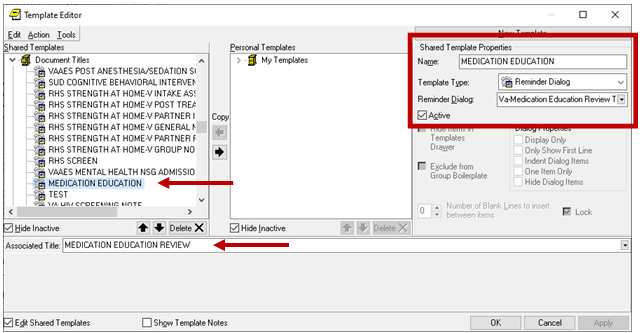 Template Editor
Edit Action Tools
New Template
Shared Templates
Document Titles
VAAES POST ANESTHESIA/SEDATION S
SUD COGNITIVE BEHAVIORAL INTERVEN
RHS STRENGTH AT HOME-V INTAKE ASS
RHS STRENGTH AT HOME-V POST TREA
RHS STRENGTH AT HOME-V PARTNER I
RHS STRENGTH AT HOME-V GENERAL N
RHS STRENGTH AT HOME-V PARTNER F
RHS STRENGTH AT HOME-V GROUP NO
RHS SCREEN
VAAES MENTAL HEALTH NSG ADMISSIO
MEDICATION EDUCATION
TEST
VA-HIV SCREENING NOTE
Hide Inactive
Delete
Copy
Personal Templates
My Templates
Hide Inactive
Delete
Shared Template Properties
Name: MEDICATION EDUCATION
Template Type: Reminder Dialog
Reminder Dialog: Va-Medication Education Review T
Active
Hide Items in
Templates
Drawer
Exclude from
Group Boilerplate
Dialog Properties
Display Only
Only Show First Line
Indent Dialog Items
One Item Only
Hide Dialog Items
0 Number of Blank Lines to insert
between items
Lock
Associated Title: MEDICATION EDUCATION REVIEW
Edit Shared Templates
Show Template Notes
OK
Cancel
Apply